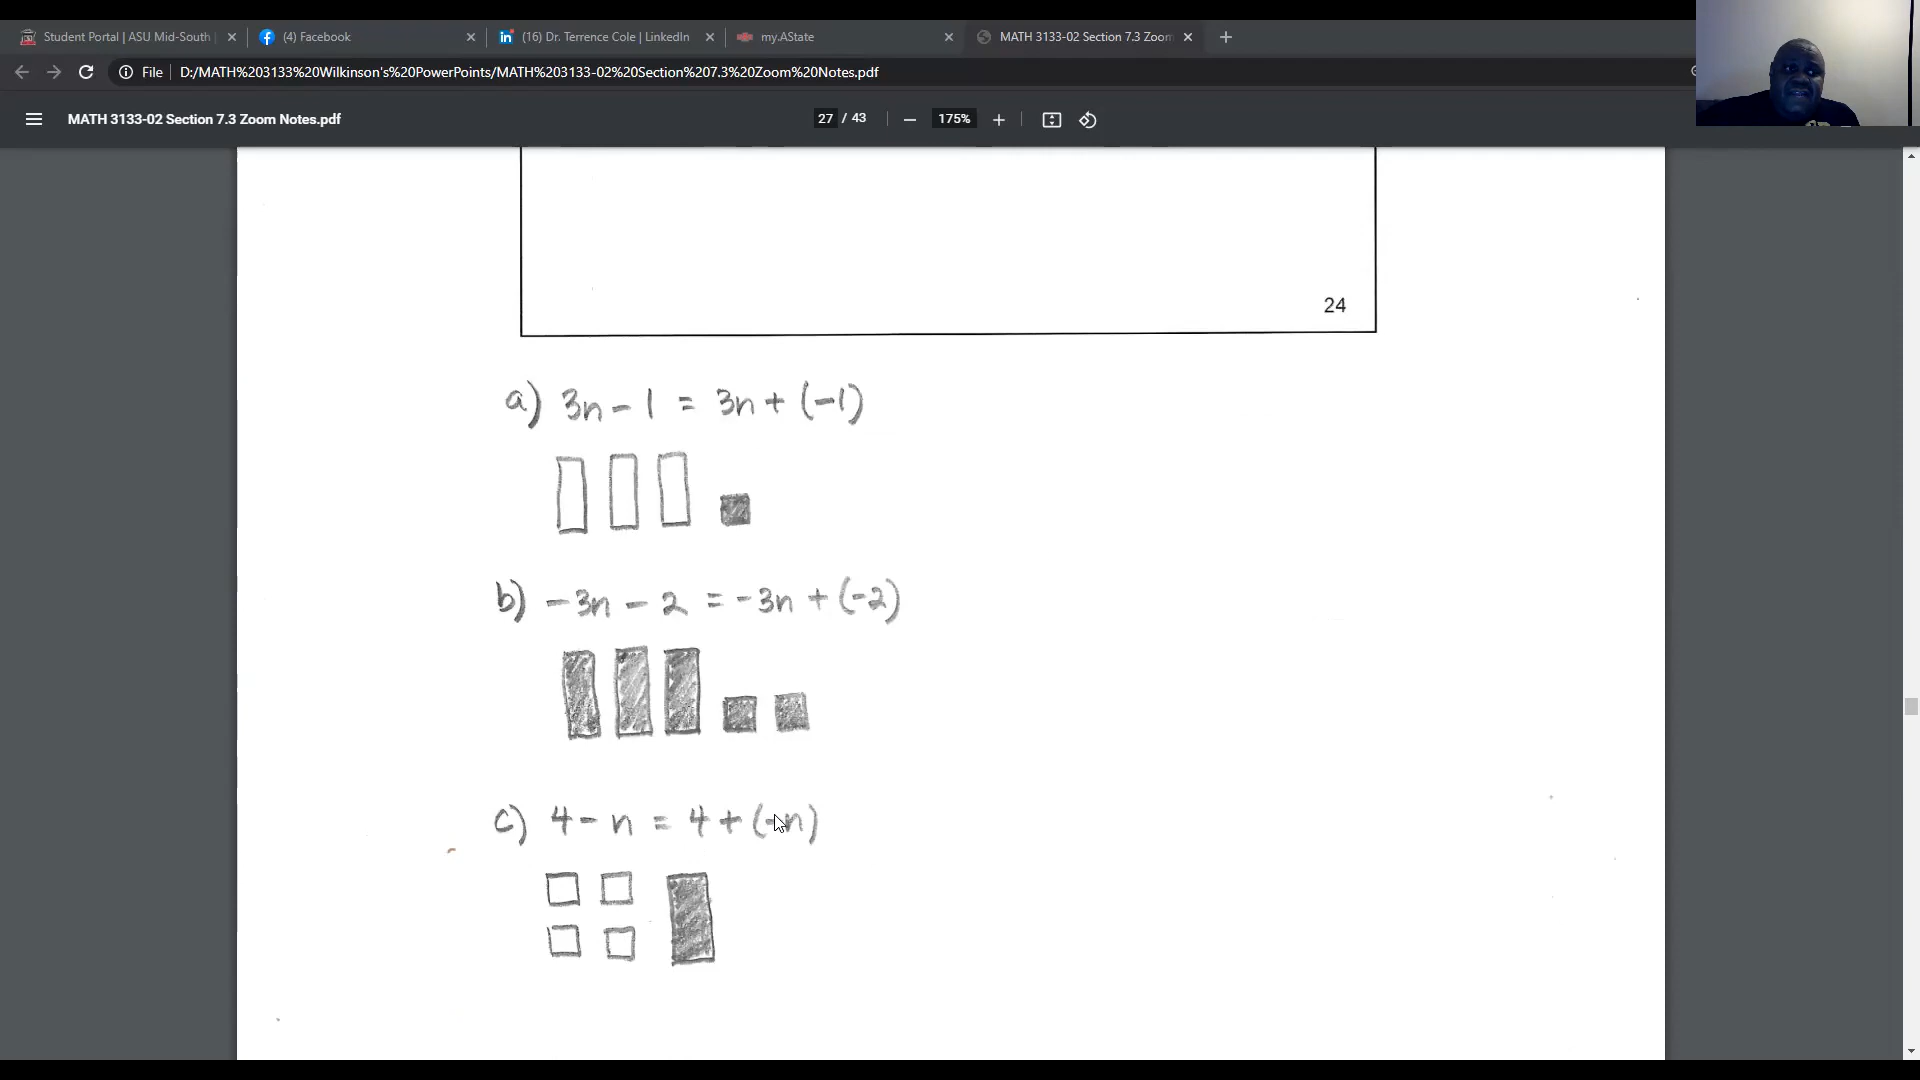 Student Portal | ASU Mid-South |
(4) Facebook
(16) Dr. Terrence Cole | LinkedIn
my.AState
MATH 3133-02 Section 7.3 Zoom
File
D:/MATH%203133%20Wilkinson's%20PowerPoints/MATH%203133-02%20Section%207.3%20Zoom%20Notes.pdf
MATH 3133-02 Section 7.3 Zoom Notes.pdf
27 / 43
175%
24
a) 3n - 1 = 3n + (-1)
b) -3n - 2 = -3n + (-2)
c) 4 - n = 4 + (-n)